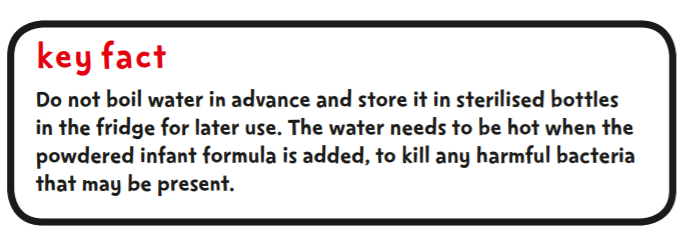 key fact
Do not boil water in advance and store it in sterilised bottles
in the fridge for later use. The water needs to be hot when the
powdered infant formula is added, to kill any harmful bacteria
that may be present.